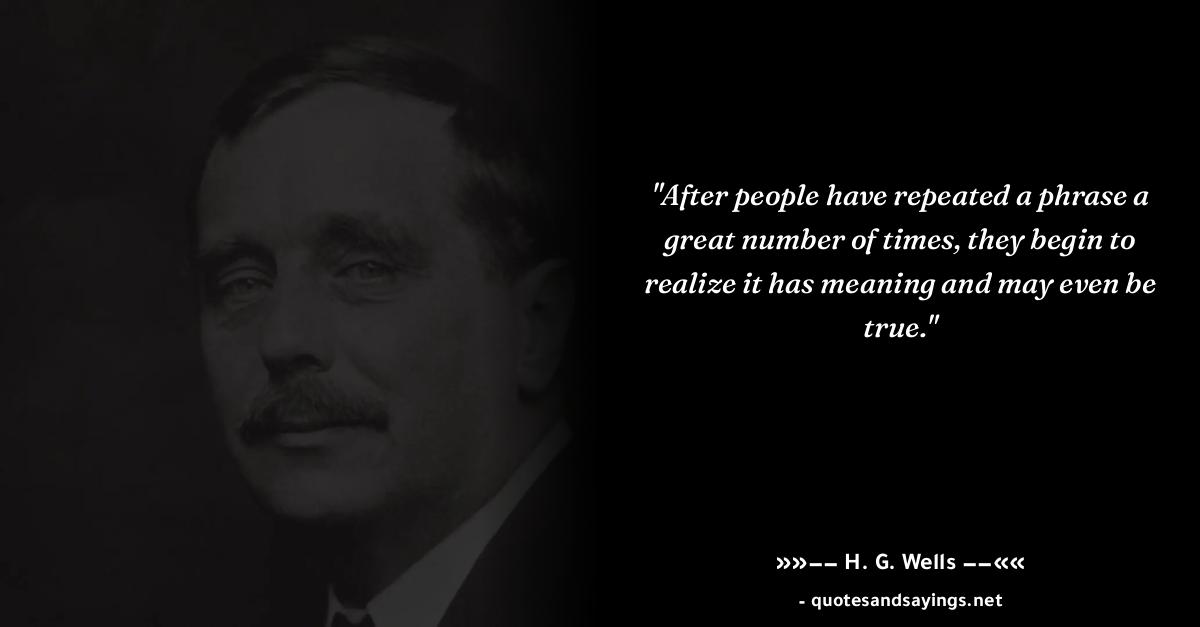 "After people have repeated a phrase a
great number of times, they begin to
realize it has meaning and may even be
true."
»»−− H. G. Wells −−««
- quotesandsayings.net